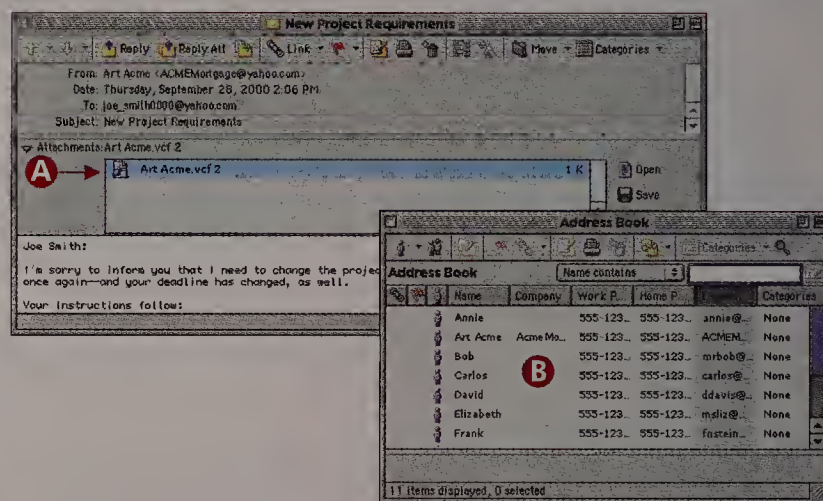 New Project Requirements
Reply Reply All Link Move Categories
From: Art Acme <ACMEMortgage@yahoo.com>
Date: Thursday, September 28, 2000 2:06 PM
To: joe_smith0000@yahoo.com
Subject: New Project Requirements
Attachments: Art Acme.vcf 2
A
Art Acme.vcf 2 1 K
Open
Save
Joe Smith:
I'm sorry to inform you that I need to change the projec
once again—and your deadline has changed, as well.
Your instructions follow:
Address Book
Categories
Address Book Name contains
Name Company Work P... Home P... Categories
Annie 555-123... 555-123... annie@... None
Art Acme Acme Mo... 555-123... 555-123... ACMEM... None
Bob 555-123... 555-123... mrbob@... None
Carlos 555-123... 555-123... carlos@... None
B
David 555-123... 555-123... ddavis@... None
Elizabeth 555-123... 555-123... msliz@... None
Frank 555-123... 555-123... None
11 items displayed, 0 selected